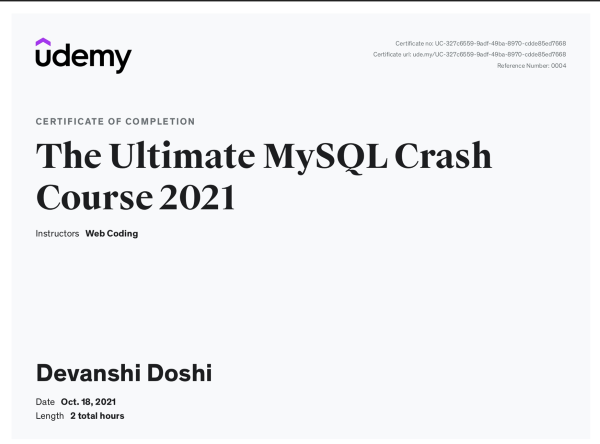 udemy
Certificate no: UC-327c6559-9adf-49ba-8970-cdde85ed7668
Certificate url: ude.my/UC-327c6559-9adf-49ba-8970-cdde85ed7668
Reference Number: 0004
CERTIFICATE OF COMPLETION
The Ultimate MySQL Crash
Course 2021
Instructors Web Coding
Devanshi Doshi
Date Oct. 18, 2021
Length 2 total hours